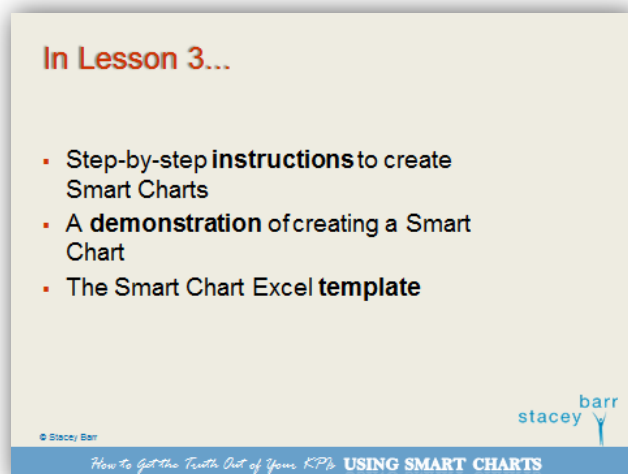 In Lesson 3...
▪ Step-by-step instructions to create
Smart Charts
▪ A demonstration of creating a Smart
Chart
▪ The Smart Chart Excel template
stacey barr
© Stacey Barr
How to Get the Truth Out of Your KPIs USING SMART CHARTS